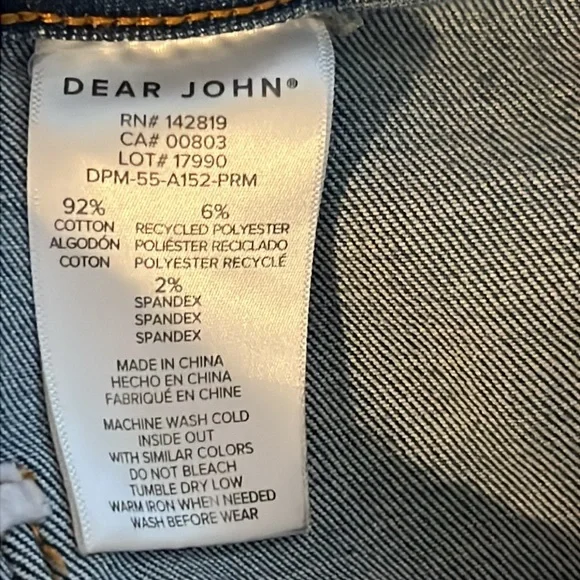 DEAR JOHN®
RN# 142819
CA# 00803
LOT# 17990
DPM-55-A152-PRM
92% 6%
COTTON RECYCLED POLYESTER
ALGODÓN POLIÉSTER RECICLADO
COTON POLYESTER RECYCLÉ
2%
SPANDEX
SPANDEX
SPANDEX
MADE IN CHINA
HECHO EN CHINA
FABRIQUÉ EN CHINE
MACHINE WASH COLD
INSIDE OUT
WITH SIMILAR COLORS
DO NOT BLEACH
TUMBLE DRY LOW
WARM IRON WHEN NEEDED
WASH BEFORE WEAR